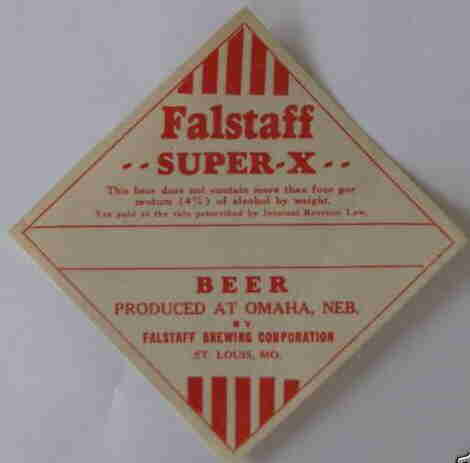 Falstaff
--SUPER-X--
This beer does not contain more than four per
centum (4%) of alcohol by weight.
Tax paid at the rate prescribed by Internal Revenue Law.
BEER
PRODUCED AT OMAHA, NEB.
BY
FALSTAFF BREWING CORPORATION
ST. LOUIS, MO.